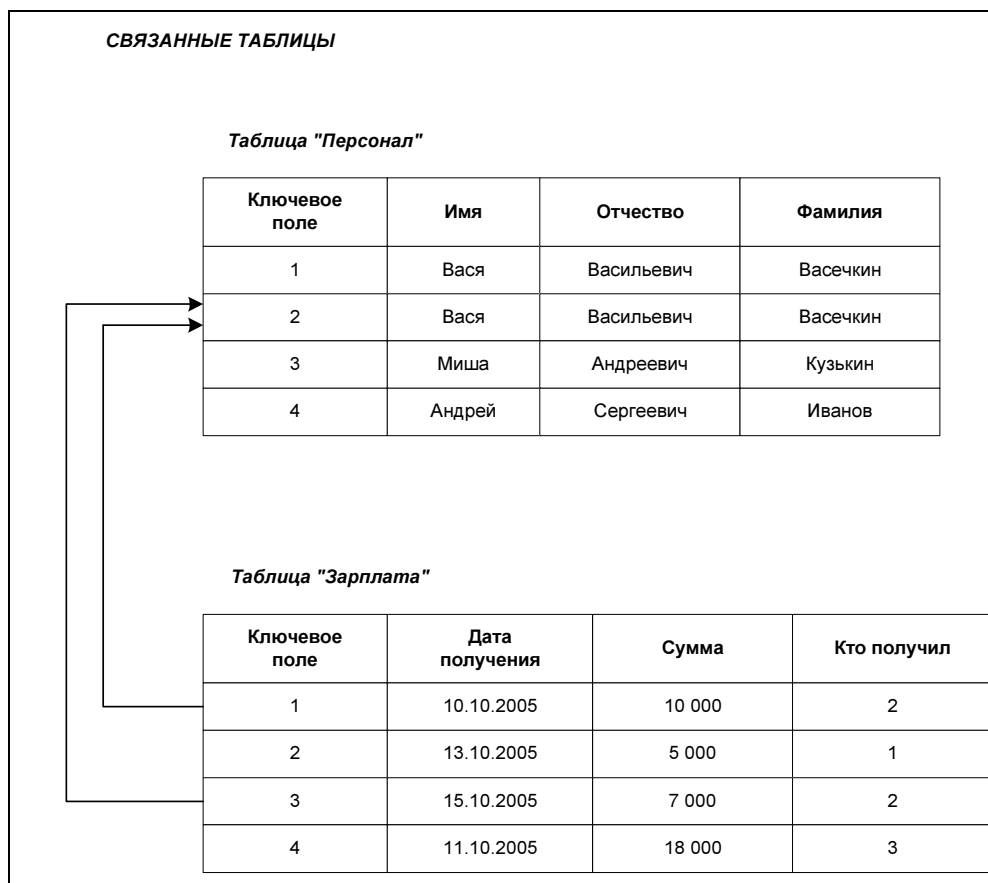 СВЯЗАННЫЕ ТАБЛИЦЫ
Таблица "Персонал"
Ключевое поле Имя Отчество Фамилия
1 Вася Васильевич Васечкин
2 Вася Васильевич Васечкин
3 Миша Андреевич Кузькин
4 Андрей Сергеевич Иванов
Таблица "Зарплата"
Ключевое поле Дата получения Сумма Кто получил
1 10.10.2005 10 000 2
2 13.10.2005 5 000 1
3 15.10.2005 7 000 2
4 11.10.2005 18 000 3